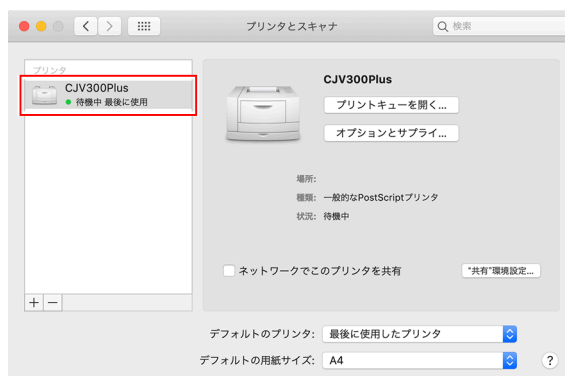 プリンタとスキャナ
検索
プリンタ
CJV300Plus
待機中 最後に使用
CJV300Plus
プリントキューを開く...
オプションとサプライ...
場所:
種類: 一般的なPostScriptプリンタ
状況: 待機中
ネットワークでこのプリンタを共有
"共有"環境設定...
+ −
デフォルトのプリンタ: 最後に使用したプリンタ
デフォルトの用紙サイズ: A4
?